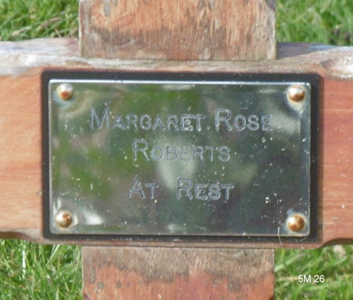 Margaret Rose
Roberts
At Rest
5M 26